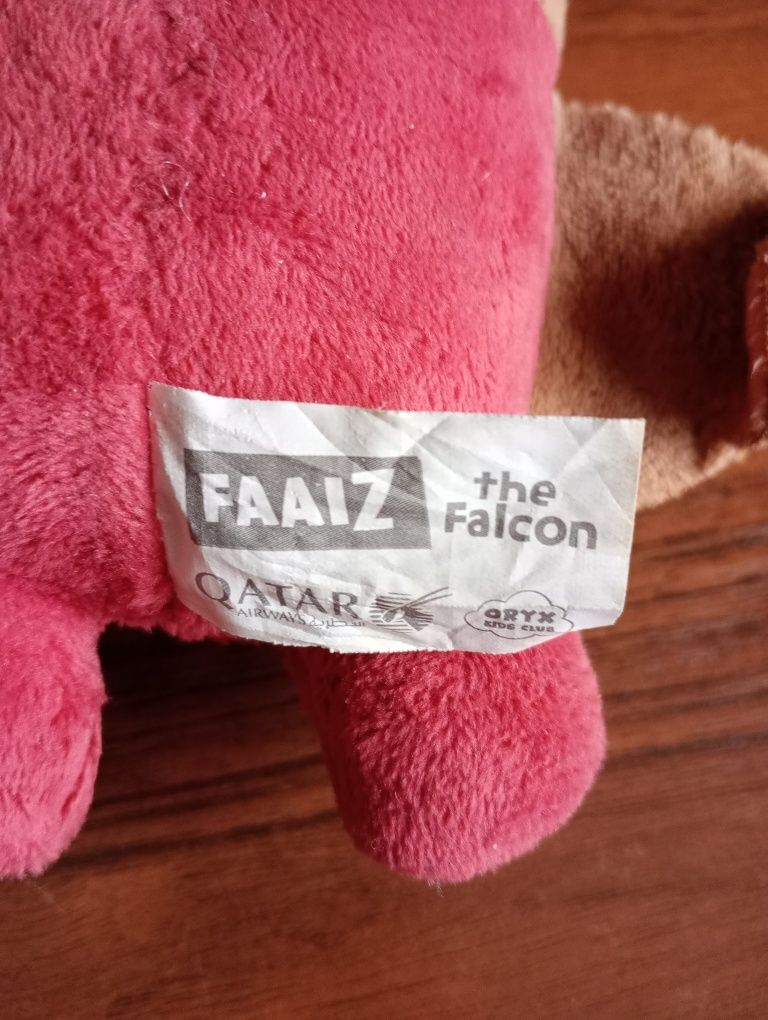 FAAIZ
the
Falcon
QATAR
AIRWAYS القطرية
ORYX
KIDS CLUB